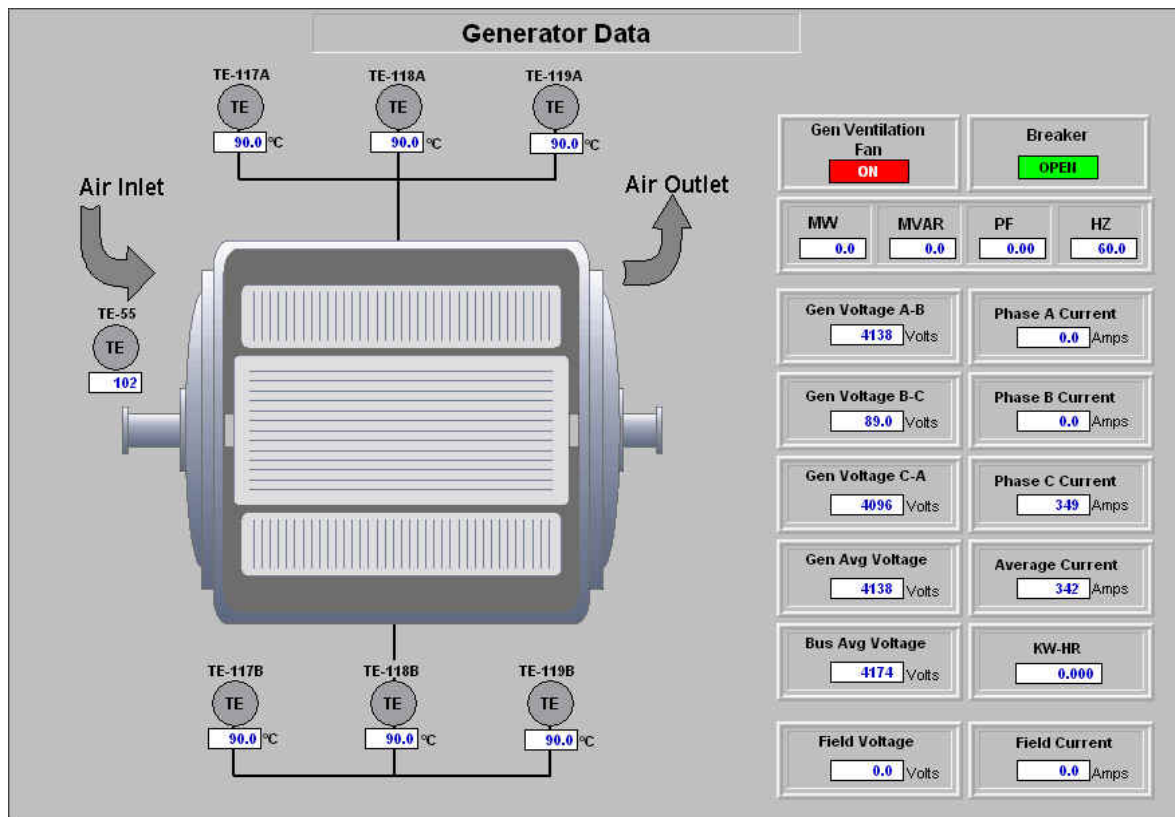 Generator Data
TE-117A
TE-118A
TE-119A
TE
TE
TE
90.0 °C
90.0 °C
90.0 °C
Air Inlet
Air Outlet
TE-55
TE
102
TE-117B
TE-118B
TE-119B
TE
TE
TE
90.0 °C
90.0 °C
90.0 °C
Gen Ventilation
Fan
ON
Breaker
OPEN
MW
MVAR
PF
HZ
0.0
0.0
0.00
60.0
Gen Voltage A-B
4138 Volts
Phase A Current
0.0 Amps
Gen Voltage B-C
89.0 Volts
Phase B Current
0.0 Amps
Gen Voltage C-A
4096 Volts
Phase C Current
349 Amps
Gen Avg Voltage
4138 Volts
Average Current
342 Amps
Bus Avg Voltage
4174 Volts
KW-HR
0.000
Field Voltage
0.0 Volts
Field Current
0.0 Amps